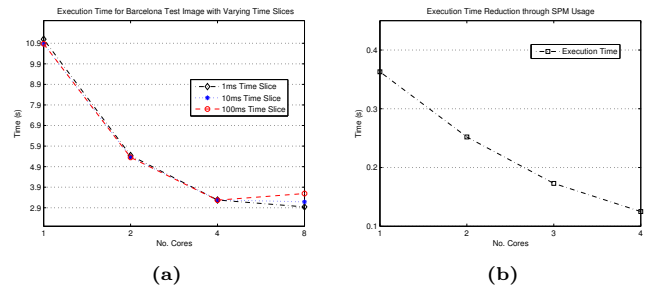 Execution Time for Barcelona Test Image with Varying Time Slices
10.9
9.9
8.9
7.9
6.9
5.9
4.9
3.9
2.9
Time (s)
1ms Time Slice
10ms Time Slice
100ms Time Slice
1
2
4
8
No. Cores
(a)
Execution Time Reduction through SPM Usage
0.4
0.3
0.2
0.1
Time (s)
Execution Time
1
2
3
4
No. Cores
(b)